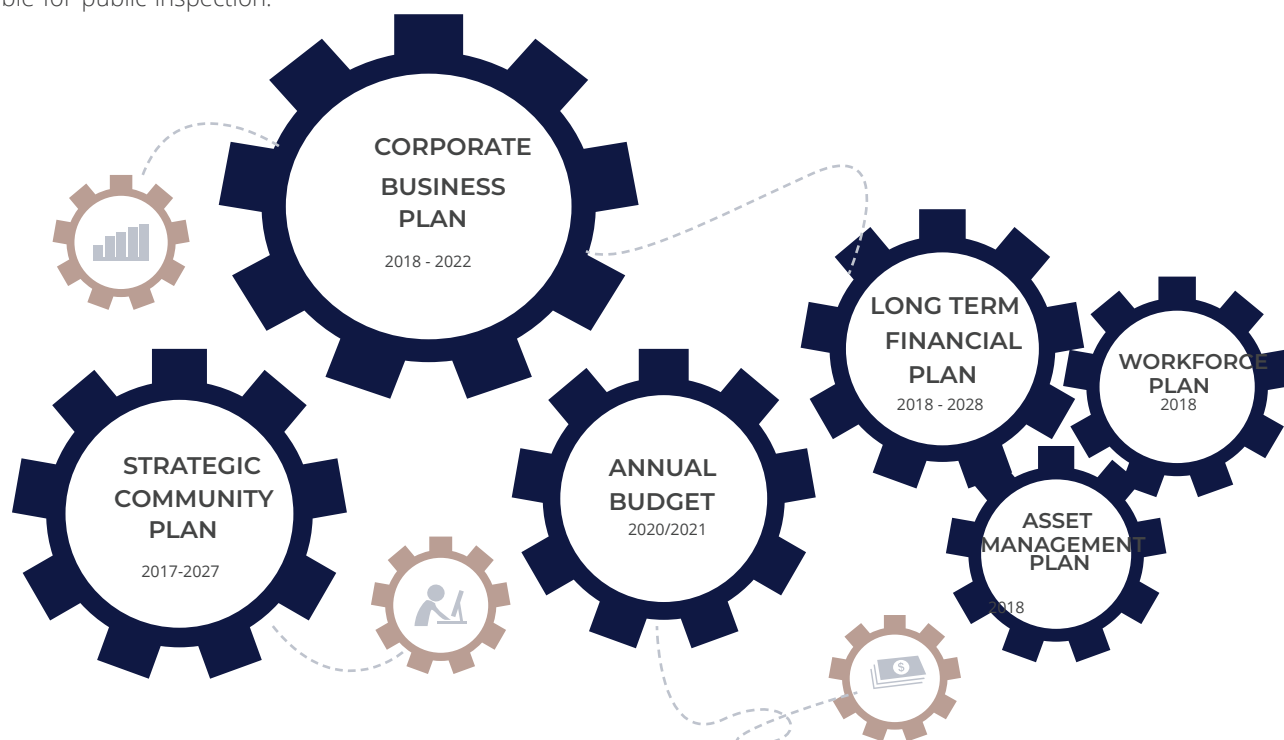 ble for public inspection.
CORPORATE
BUSINESS
PLAN
2018 - 2022
LONG TERM
FINANCIAL
PLAN
2018 - 2028
WORKFORCE
PLAN
2018
STRATEGIC
COMMUNITY
PLAN
2017-2027
ANNUAL
BUDGET
2020/2021
ASSET
MANAGEMENT
PLAN
2018
$